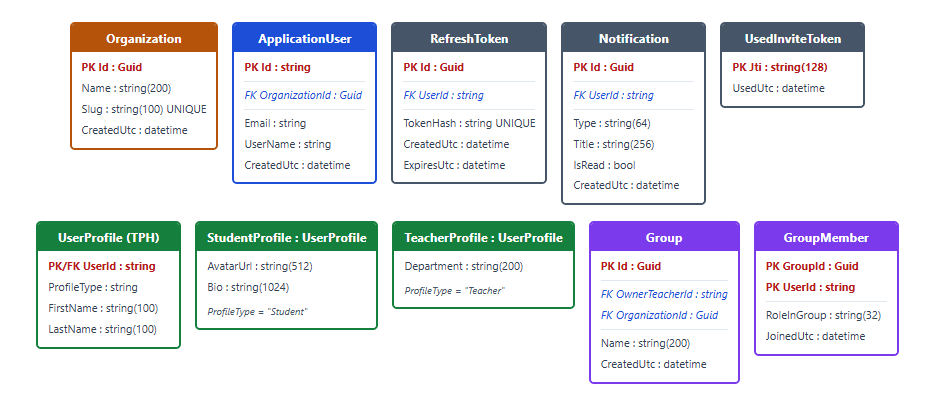 Organization
PK Id : Guid
Name : string(200)
Slug : string(100) UNIQUE
CreatedUtc : datetime
ApplicationUser
PK Id : string
FK OrganizationId : Guid
Email : string
UserName : string
CreatedUtc : datetime
RefreshToken
PK Id : Guid
FK UserId : string
TokenHash : string UNIQUE
CreatedUtc : datetime
ExpiresUtc : datetime
Notification
PK Id : Guid
FK UserId : string
Type : string(64)
Title : string(256)
IsRead : bool
CreatedUtc : datetime
UsedInviteToken
PK Jti : string(128)
UsedUtc : datetime
UserProfile (TPH)
PK/FK UserId : string
ProfileType : string
FirstName : string(100)
LastName : string(100)
StudentProfile : UserProfile
AvatarUrl : string(512)
Bio : string(1024)
ProfileType = "Student"
TeacherProfile : UserProfile
Department : string(200)
ProfileType = "Teacher"
Group
PK Id : Guid
FK OwnerTeacherId : string
FK OrganizationId : Guid
Name : string(200)
CreatedUtc : datetime
GroupMember
PK GroupId : Guid
PK UserId : string
RoleInGroup : string(32)
JoinedUtc : datetime